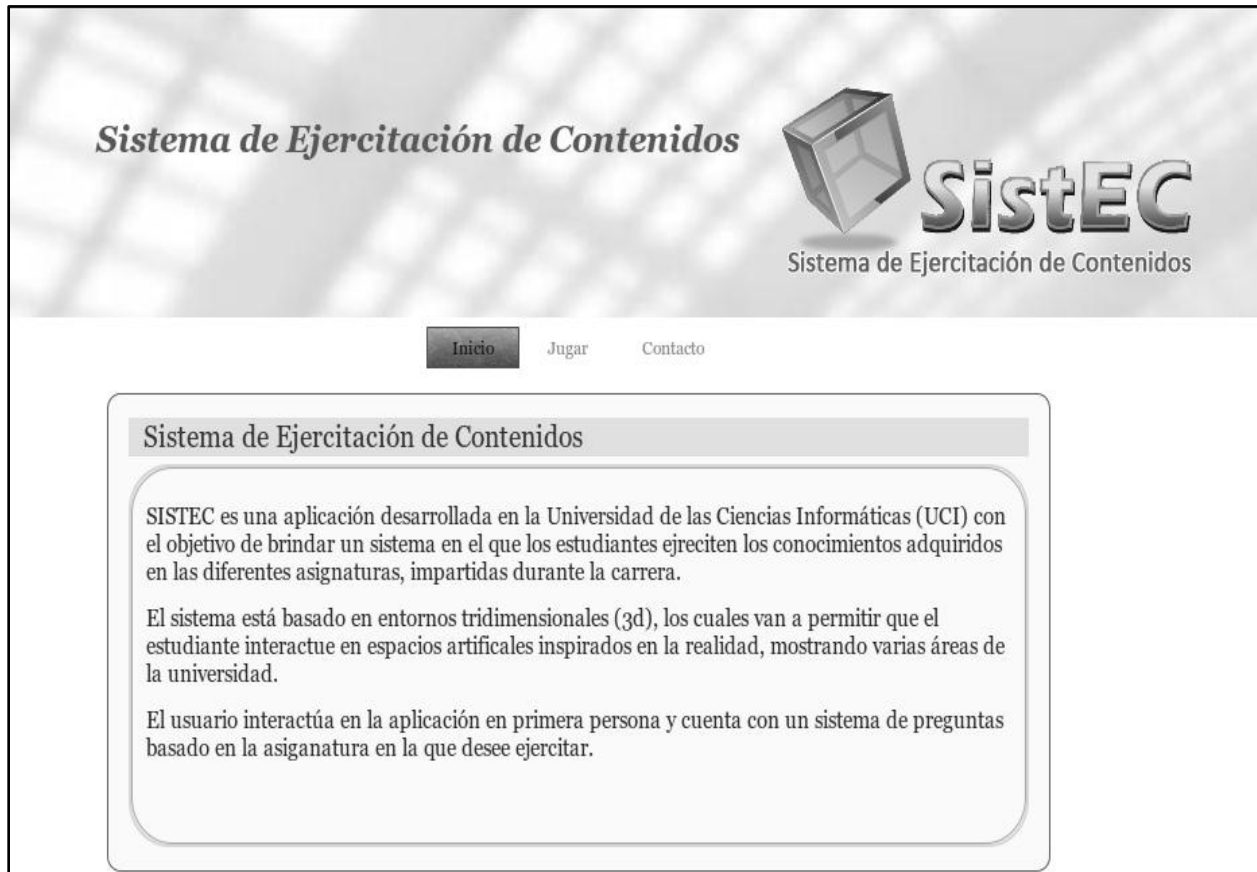 Sistema de Ejercitación de Contenidos
SistEC
Sistema de Ejercitación de Contenidos
Inicio Jugar Contacto
Sistema de Ejercitación de Contenidos
SISTEC es una aplicación desarrollada en la Universidad de las Ciencias Informáticas (UCI) con
el objetivo de brindar un sistema en el que los estudiantes ejreciten los conocimientos adquiridos
en las diferentes asignaturas, impartidas durante la carrera.
El sistema está basado en entornos tridimensionales (3d), los cuales van a permitir que el
estudiante interactue en espacios artificales inspirados en la realidad, mostrando varias áreas de
la universidad.
El usuario interactúa en la aplicación en primera persona y cuenta con un sistema de preguntas
basado en la asiganatura en la que desee ejercitar.